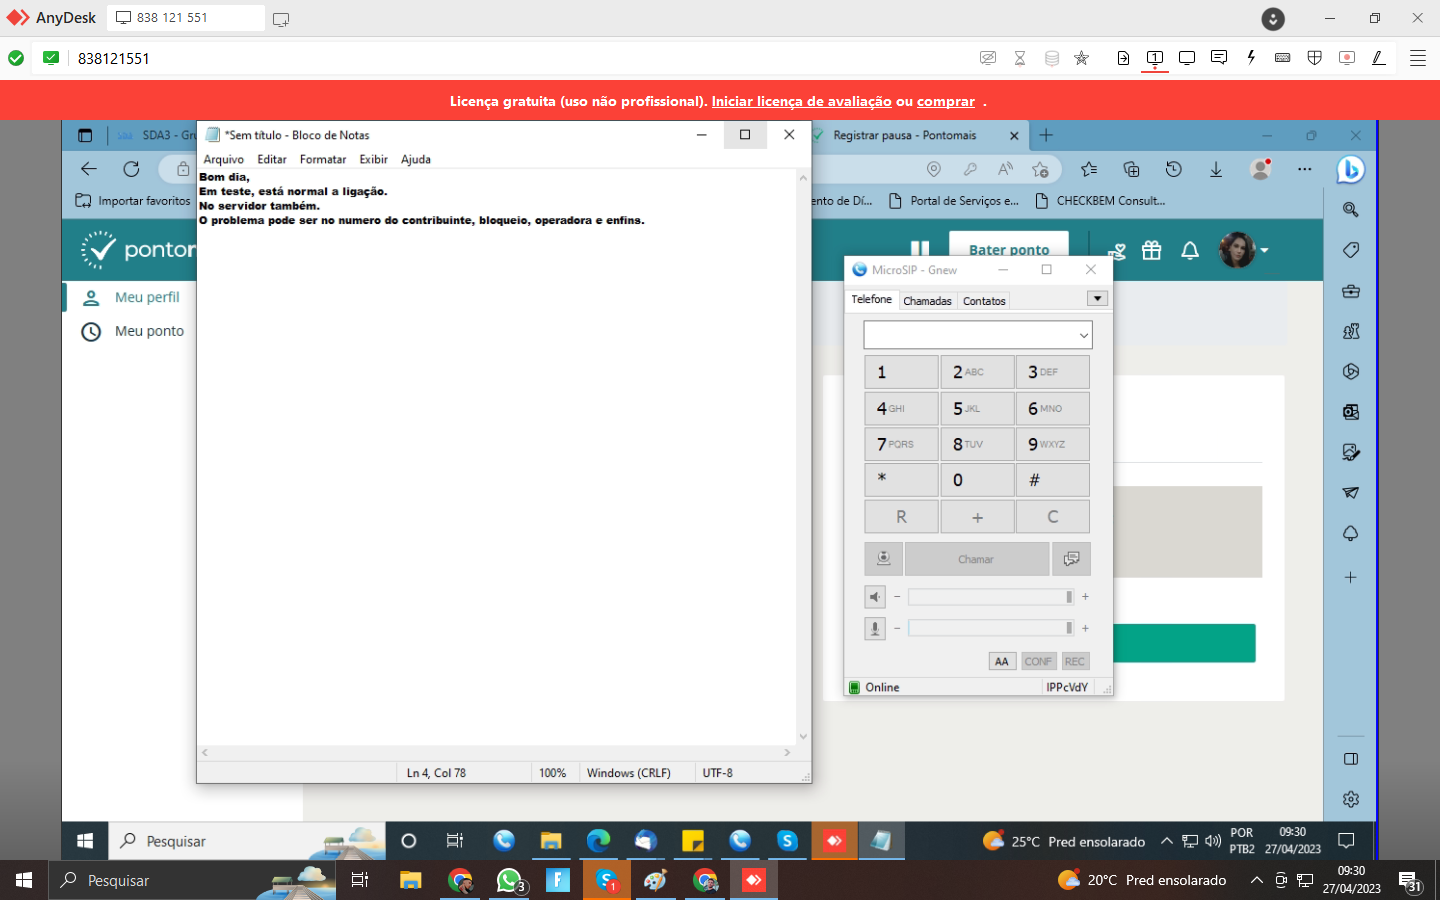 AnyDesk
838 121 551
838121551
Licença gratuita (uso não profissional). Iniciar licença de avaliação ou comprar .
SDA3 - Gru
*Sem título - Bloco de Notas
Registrar pausa - Pontomais
Arquivo Editar Formatar Exibir Ajuda
Importar favoritos
ento de Dí...
Portal de Serviços e...
CHECKBEM Consult...
Bom dia,
Em teste, está normal a ligação.
No servidor também.
O problema pode ser no numero do contribuinte, bloqueio, operadora e enfins.
Bater ponto
Meu perfil
Meu ponto
MicroSIP - Gnew
Telefone Chamadas Contatos
1 2 ABC 3 DEF
4 GHI 5 JKL 6 MNO
7 PQRS 8 TUV 9 WXYZ
* 0 #
R + C
Chamar
- +
- +
AA CONF REC
Online IPPcVdY
Ln 4, Col 78 100% Windows (CRLF) UTF-8
Pesquisar
25°C Pred ensolarado
POR
PTB2
09:30
27/04/2023
Pesquisar
3
1
20°C Pred ensolarado
09:30
27/04/2023
31